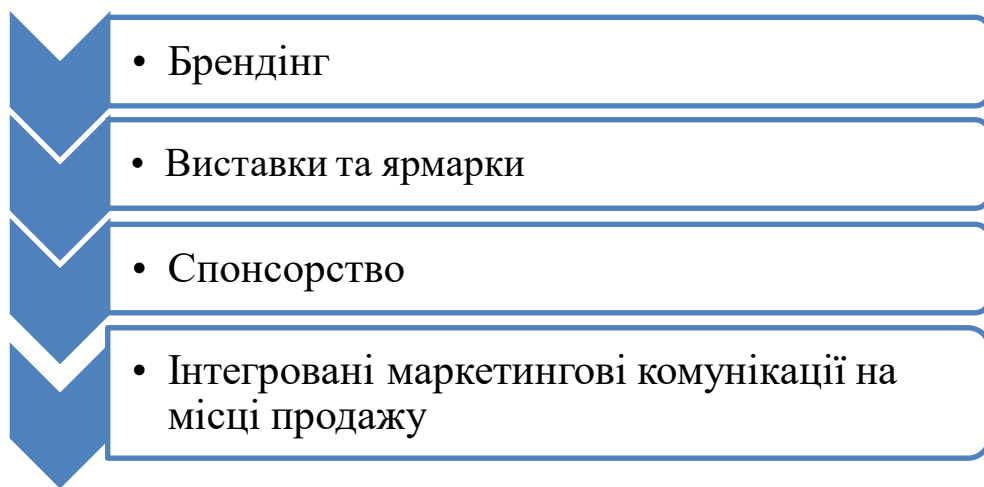 • Брендінг
• Виставки та ярмарки
• Спонсорство
• Інтегровані маркетингові комунікації на
місці продажу